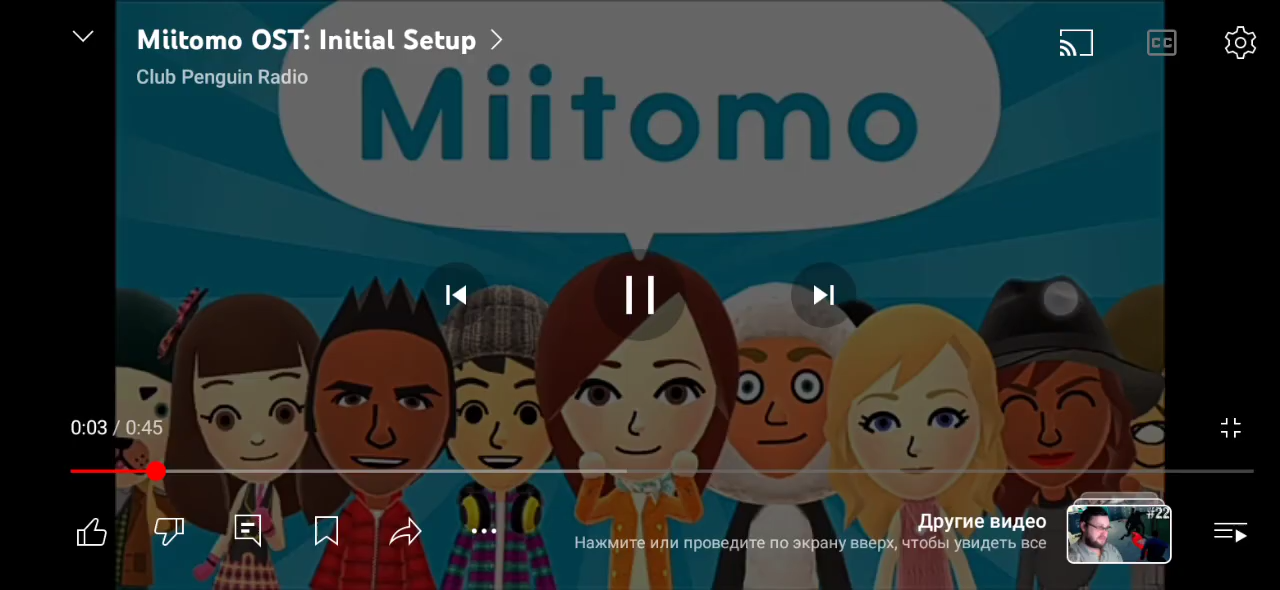 Miitomo OST: Initial Setup
Club Penguin Radio
CC
Miitomo
0:03 / 0:45
Другие видео
Нажмите или проведите по экрану вверх, чтобы увидеть все
#22